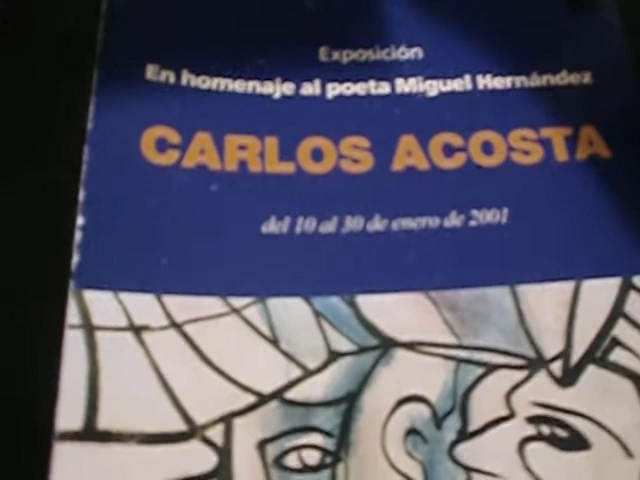 Exposición
En homenaje al poeta Miguel Hernández
CARLOS ACOSTA
del 10 al 30 de enero de 2001